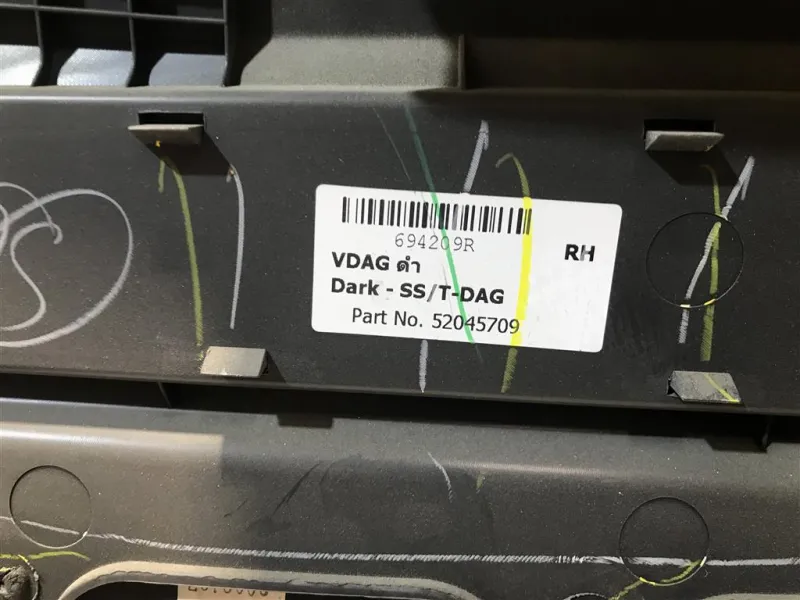 694209R
RH
VDAG ดำ
Dark - SS/T-DAG
Part No. 52045709